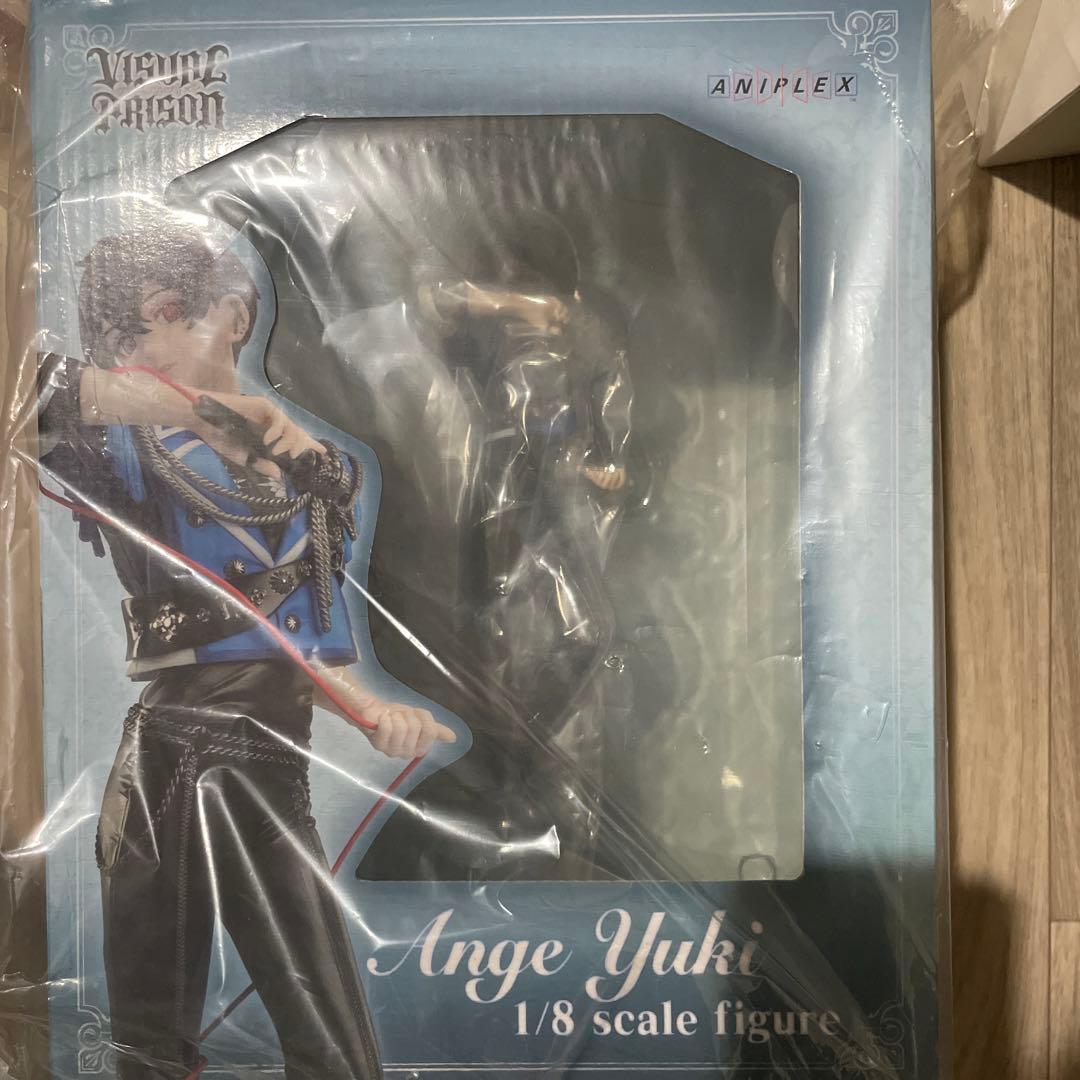 VISUAL
PRISON
ANIPLEX
Ange Yuki
1/8 scale figure